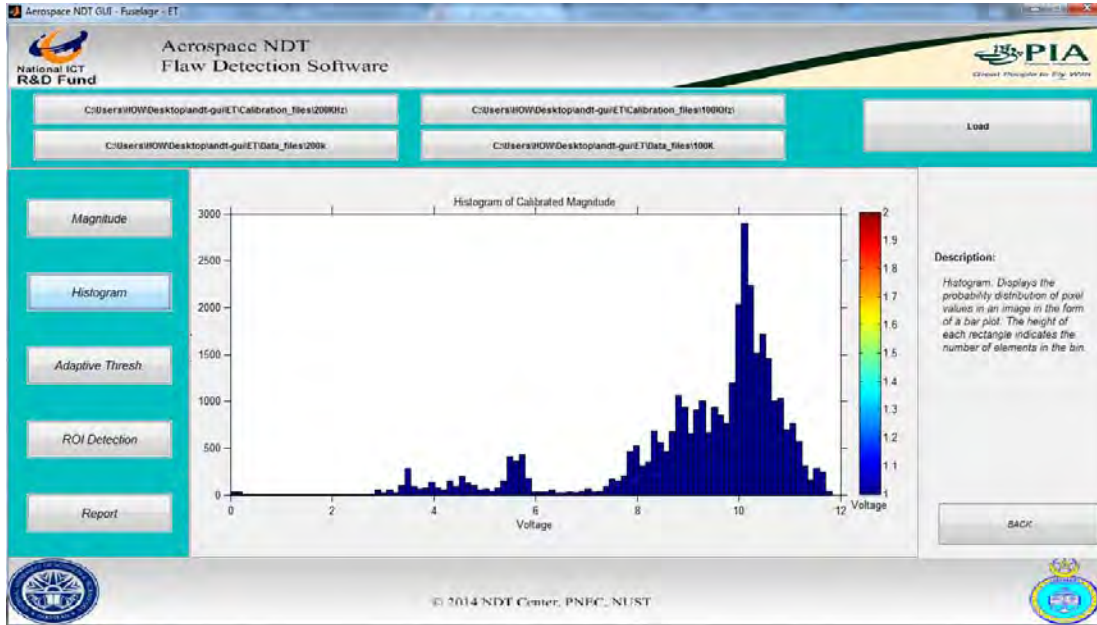 Aerospace NDT GUI - Fuselage - ET
National ICT
R&D Fund
Aerospace NDT
Flaw Detection Software
PIA
Great People to Fly With
C:\Users\HOW\Desktop\andt-gui\ET\Calibration_files\200KHz\
C:\Users\HOW\Desktop\andt-gui\ET\Calibration_files\100KHz\
C:\Users\HOW\Desktop\andt-gui\ET\Data_files\200k
C:\Users\HOW\Desktop\andt-gui\ET\Data_files\100K
Load
Magnitude
Histogram
Adaptive Thresh
ROI Detection
Report
Histogram of Calibrated Magnitude
3000
2500
2000
1500
1000
500
0
0 2 4 6 8 10 12
Voltage
2
1.9
1.8
1.7
1.6
1.5
1.4
1.3
1.2
1.1
1
Voltage
Description:
Histogram. Displays the
probability distribution of pixel
values in an image in the form
of a bar plot. The height of
each rectangle indicates the
number of elements in the bin.
BACK
© 2014 NDT Center, PNEC, NUST